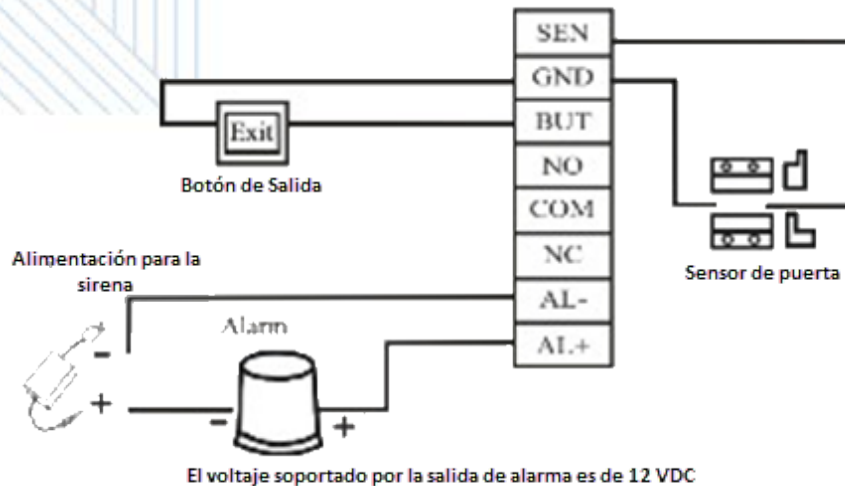 SEN
GND
BUT
NO
COM
NC
AL-
AL+
Exit
Botón de Salida
Sensor de puerta
Alimentación para la
sirena
Alarm
-
+
-
+
El voltaje soportado por la salida de alarma es de 12 VDC